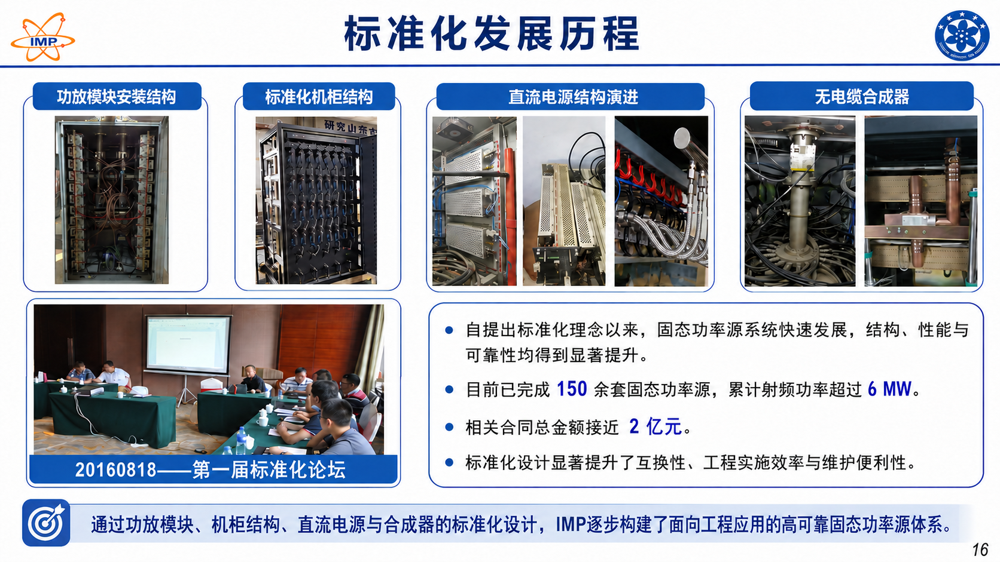 IMP
标准化发展历程
功放模块安装结构
标准化机柜结构
直流电源结构演进
无电缆合成器
研究山东古
20160818——第一届标准化论坛
自提出标准化理念以来，固态功率源系统快速发展，结构、性能与
可靠性均得到显著提升。
目前已完成 150 余套固态功率源，累计射频功率超过 6 MW。
相关合同总金额接近 2 亿元。
标准化设计显著提升了互换性、工程实施效率与维护便利性。
通过功放模块、机柜结构、直流电源与合成器的标准化设计，IMP逐步构建了面向工程应用的高可靠固态功率源体系。
16